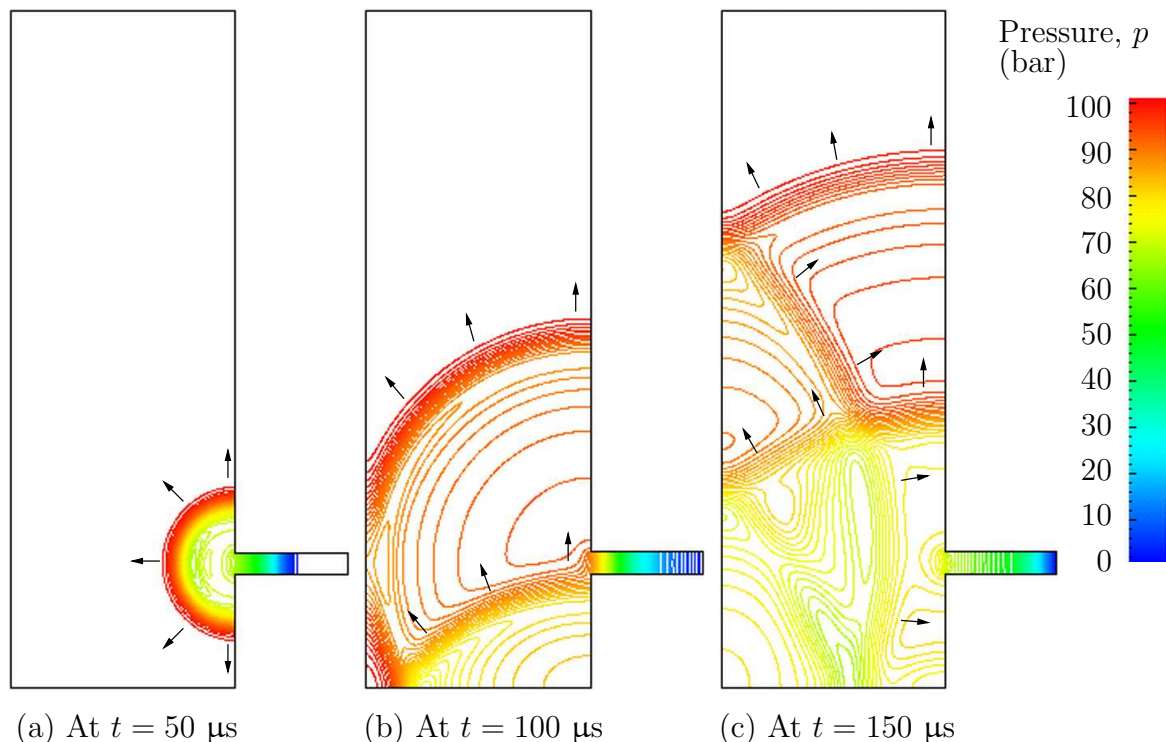 Pressure, p
(bar)
100
90
80
70
60
50
40
30
20
10
0
(a) At t = 50 μs
(b) At t = 100 μs
(c) At t = 150 μs